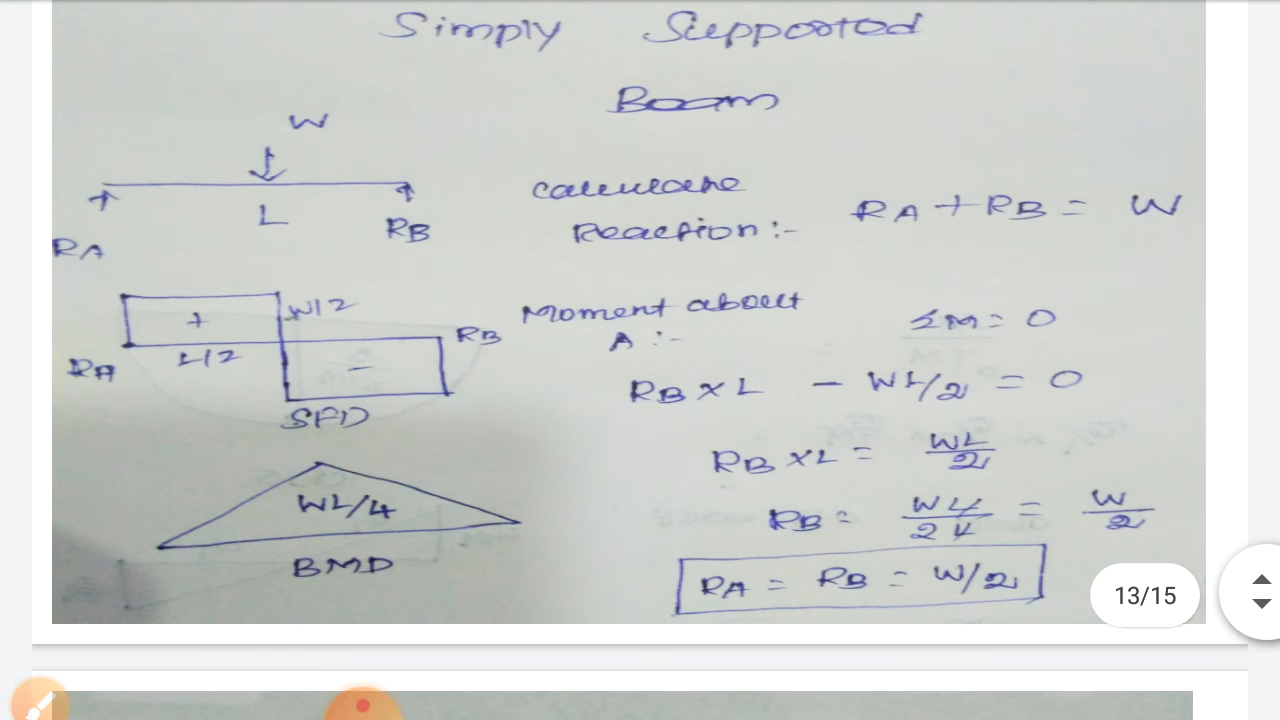 Simply Supported
Beam
W
L
RA
RB
Calculate
Reaction :-
RA + RB = W
+
W/2
L/2
RA
RB
-
SFD
Moment about
A :-
ΣM = 0
RB × L - WL/2 = 0
RB × L = WL/2
RB = WL/2L = W/2
RA = RB = W/2
WL/4
BMD
13/15